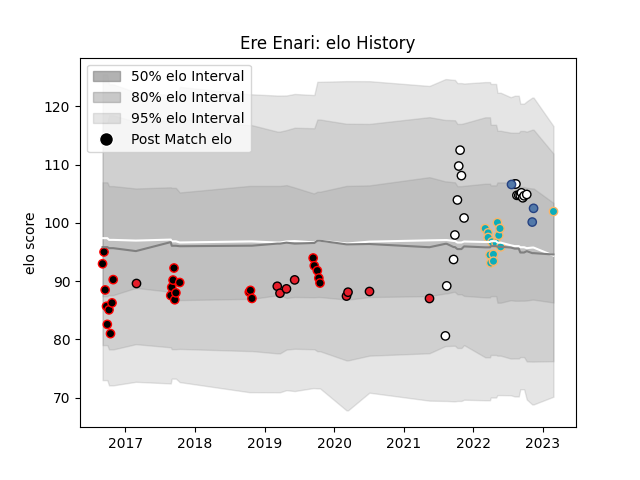 Ere Enari: elo History
50% elo Interval
80% elo Interval
95% elo Interval
Post Match elo
elo score
120
110
100
90
80
70
2017 2018 2019 2020 2021 2022 2023